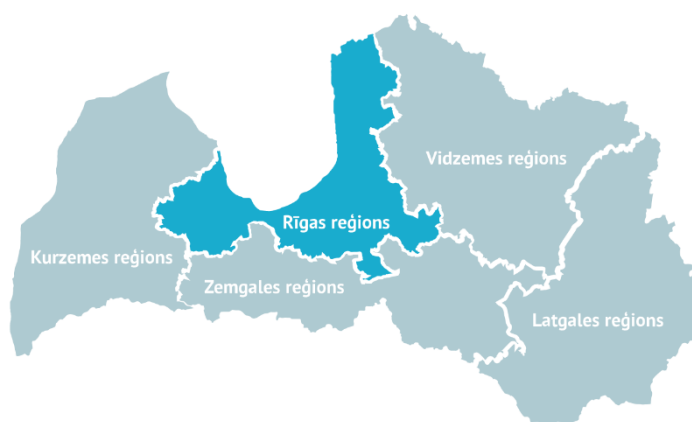 Vidzemes reģions
Rīgas reģions
Kurzemes reģions
Zemgales reģions
Latgales reģions